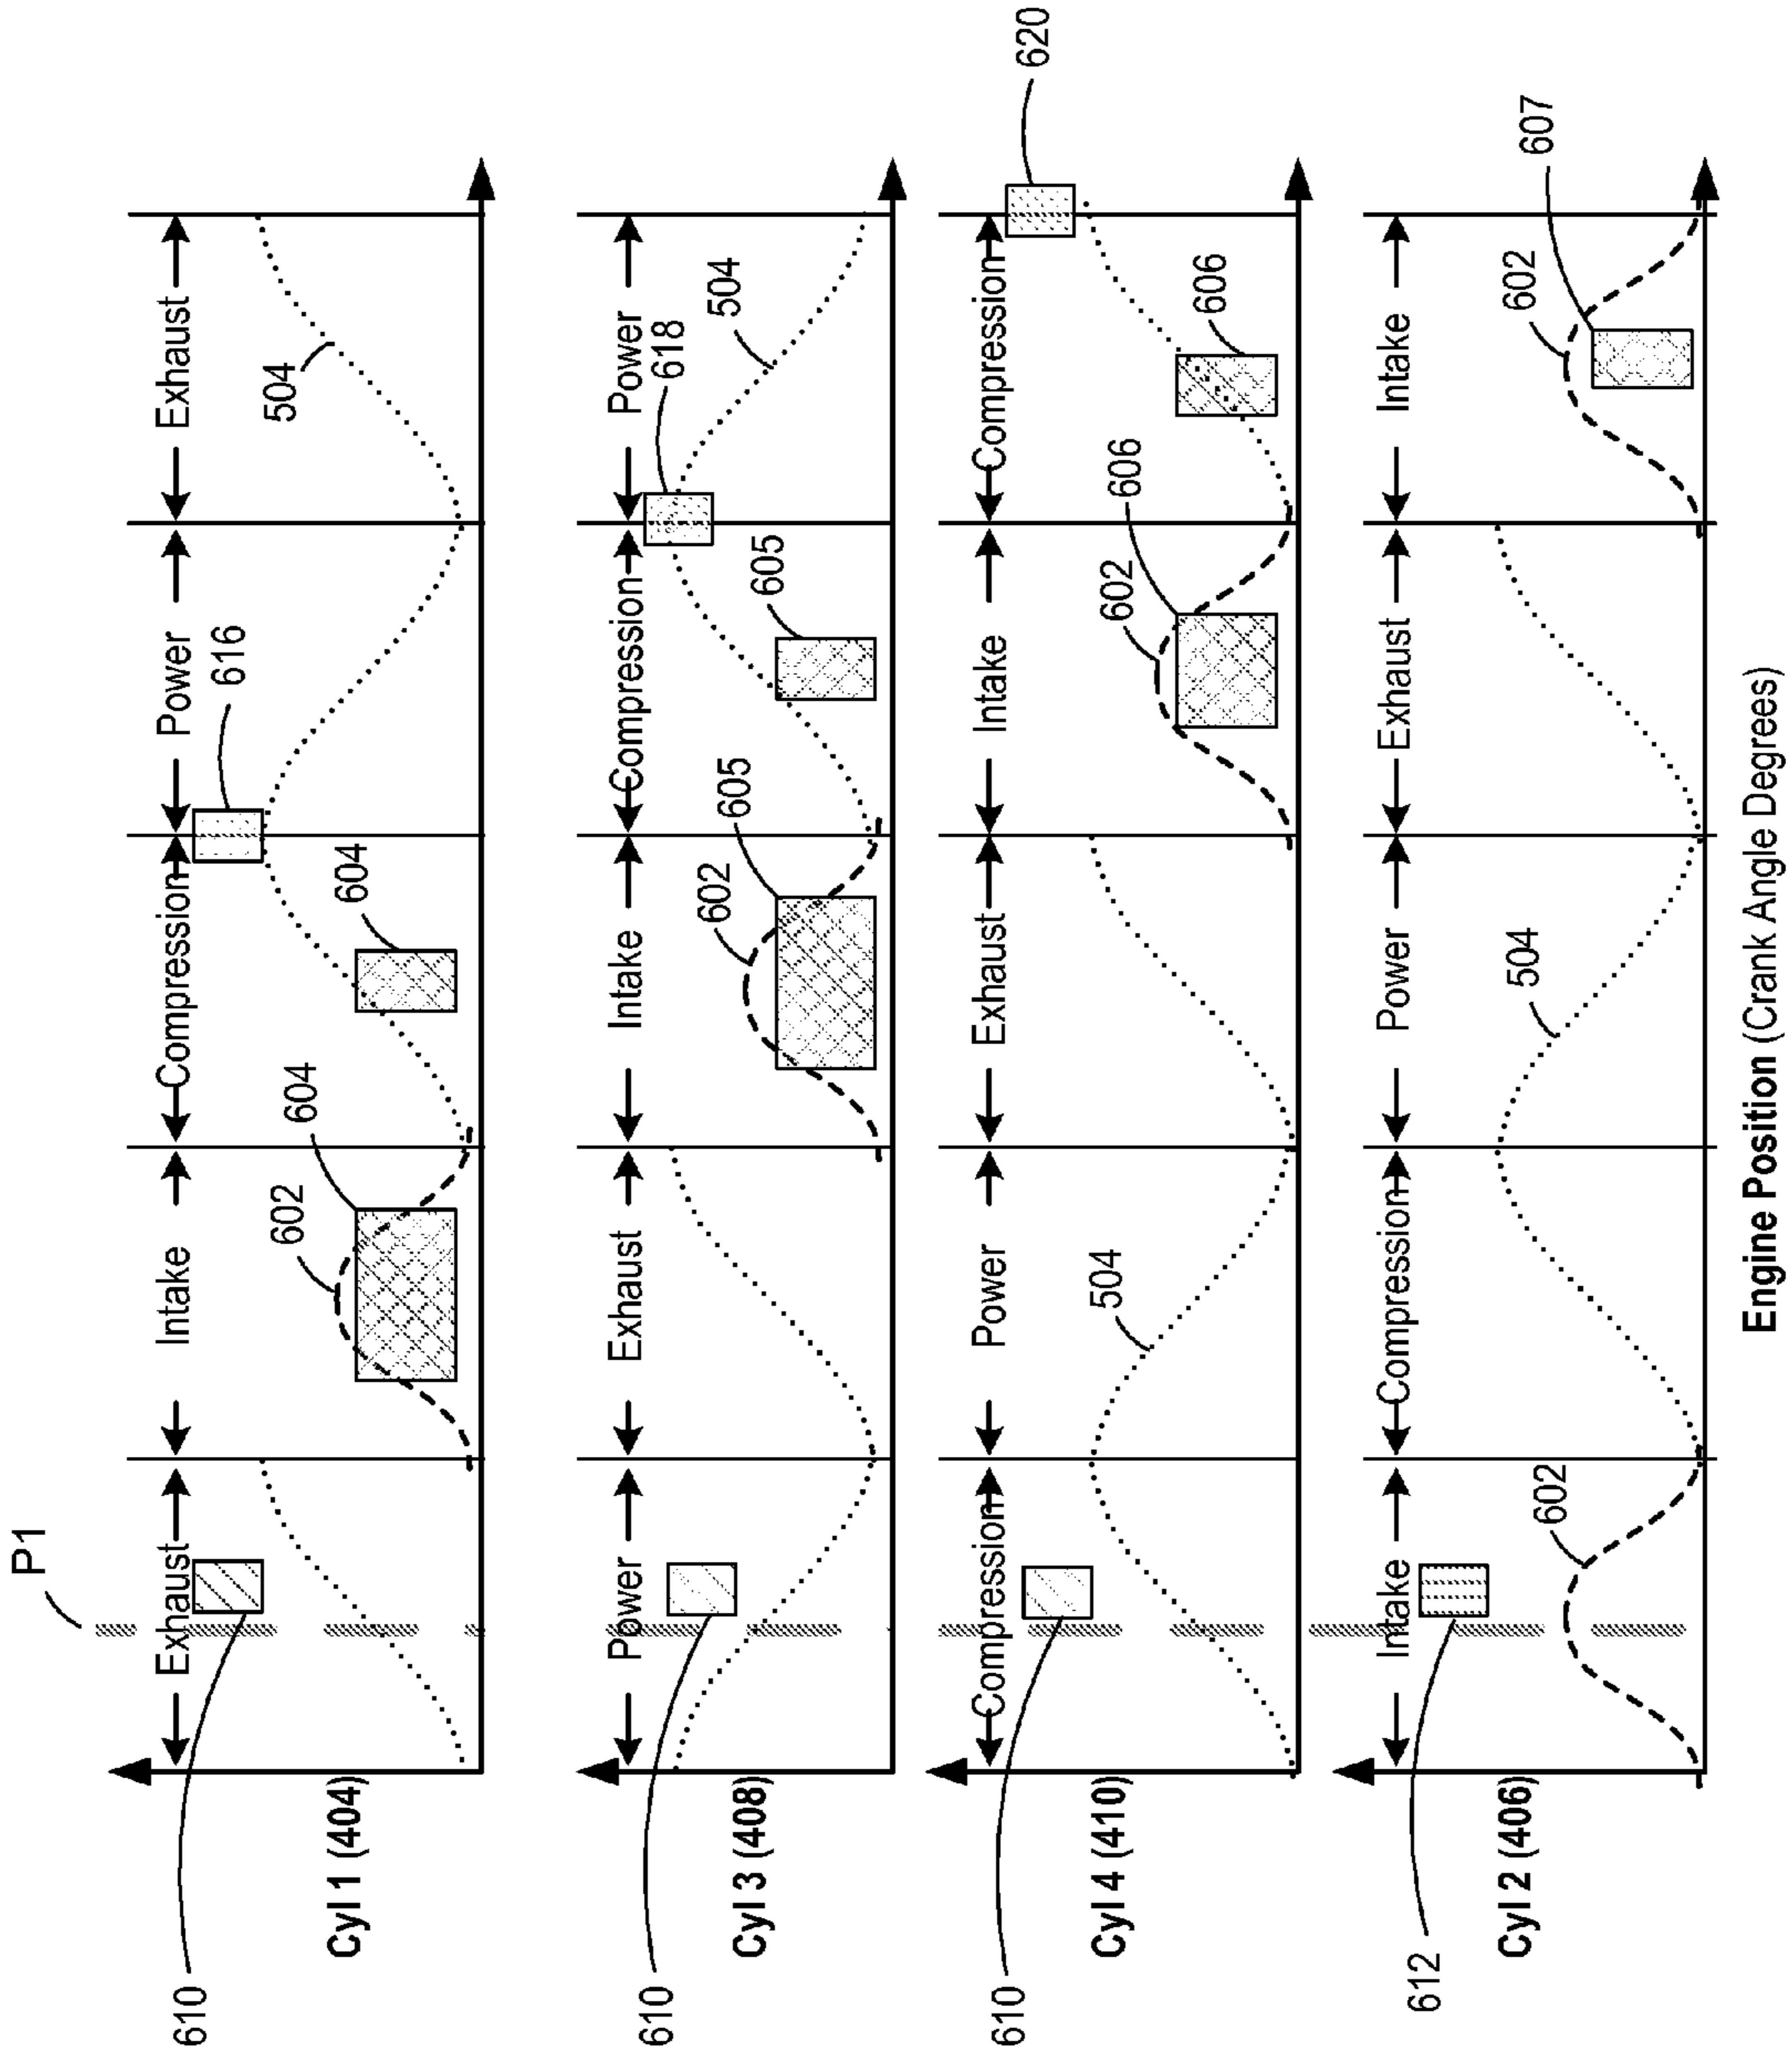 P1
Exhaust
Intake
Compression
Power
Exhaust
610
602
604
604
616
504
Cyl 1 (404)
Power
Exhaust
Intake
Compression
Power
610
602
605
605
618
504
Cyl 3 (408)
Compression
Power
Exhaust
Intake
Compression
610
504
602
606
606
620
Cyl 4 (410)
Intake
Compression
Power
Exhaust
Intake
612
602
504
602
607
Cyl 2 (406)
Engine Position (Crank Angle Degrees)